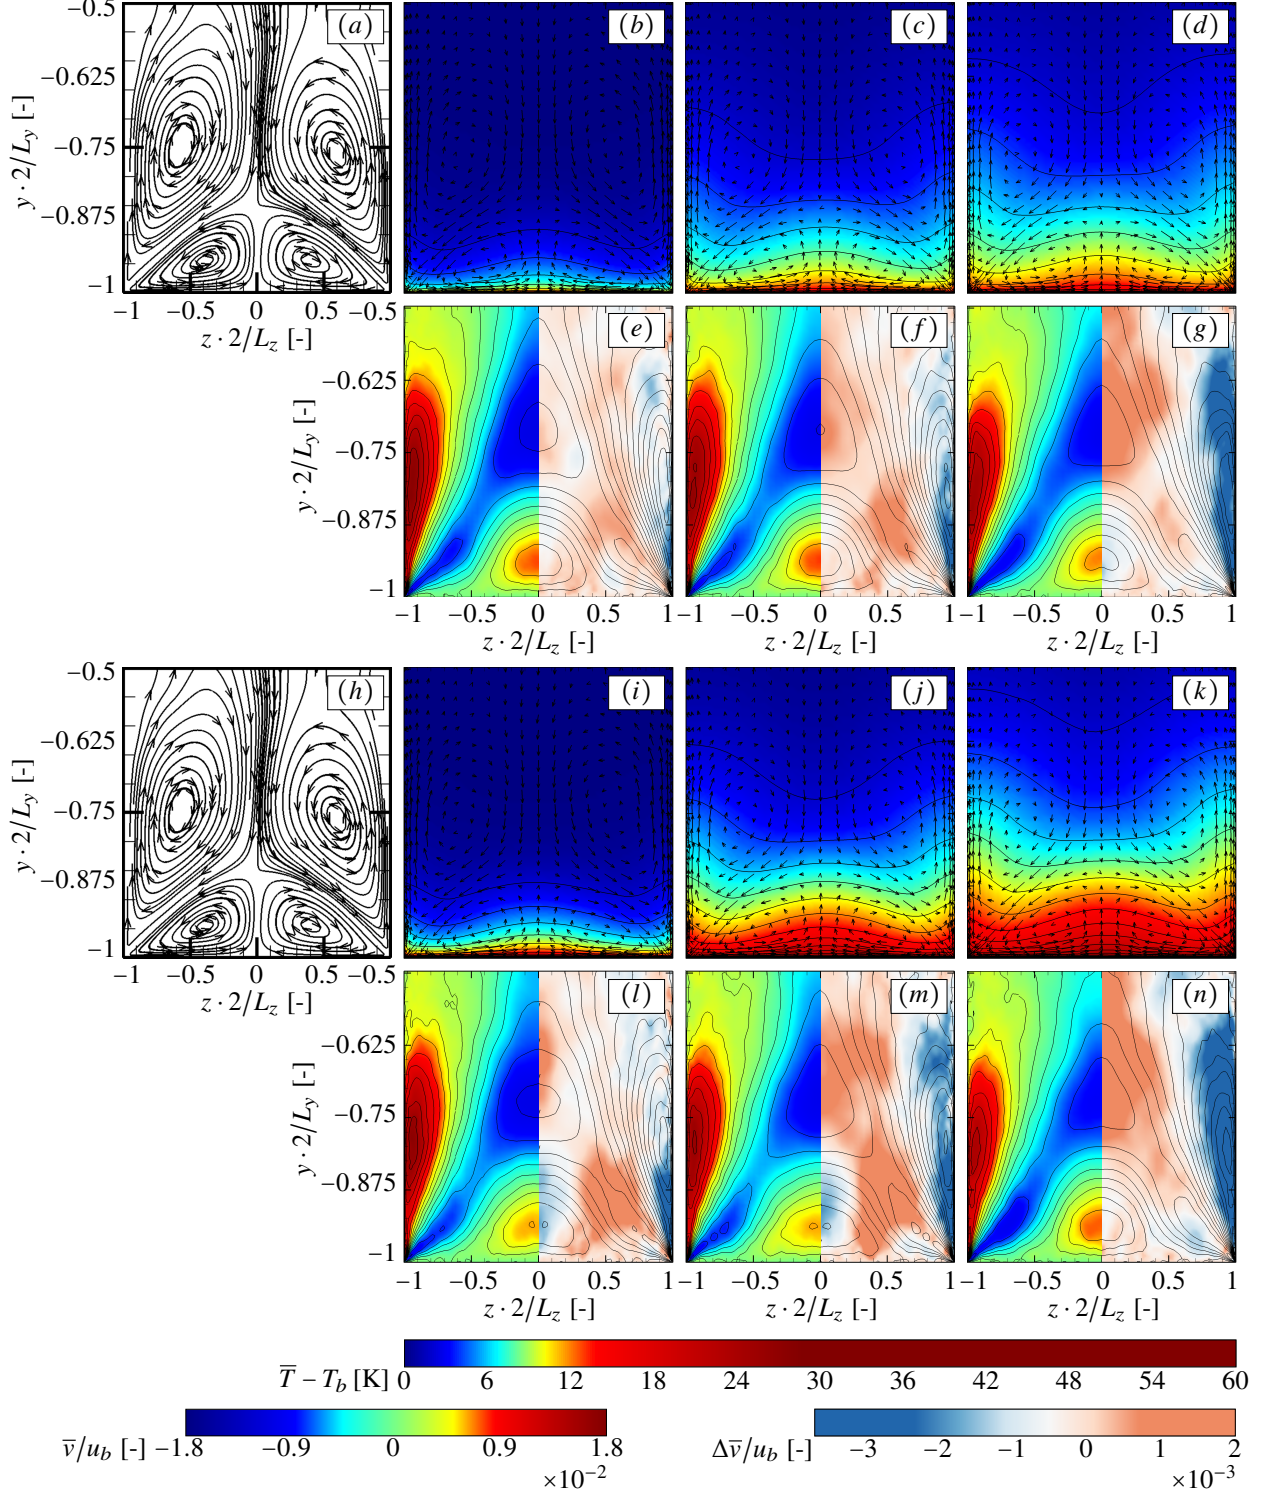 −0.5 (a) (b) (c) (d)
−0.625
y · 2/L_y [-]
−0.75
−0.875
−1
−1 −0.5 0 0.5 −0.5
z · 2/L_z [-]
(e) (f) (g)
−0.625
y · 2/L_y [-]
−0.75
−0.875
−1
−1 −0.5 0 0.5 1 −1 −0.5 0 0.5 1 −1 −0.5 0 0.5 1
z · 2/L_z [-] z · 2/L_z [-] z · 2/L_z [-]
−0.5 (h) (i) (j) (k)
−0.625
y · 2/L_y [-]
−0.75
−0.875
−1
−1 −0.5 0 0.5 −0.5
z · 2/L_z [-]
(l) (m) (n)
−0.625
y · 2/L_y [-]
−0.75
−0.875
−1
−1 −0.5 0 0.5 1 −1 −0.5 0 0.5 1 −1 −0.5 0 0.5 1
z · 2/L_z [-] z · 2/L_z [-] z · 2/L_z [-]
T̅ − T_b [K] 0 6 12 18 24 30 36 42 48 54 60
v̅/u_b [-] −1.8 −0.9 0 0.9 1.8 Δv̅/u_b [-] −3 −2 −1 0 1 2
×10⁻² ×10⁻³